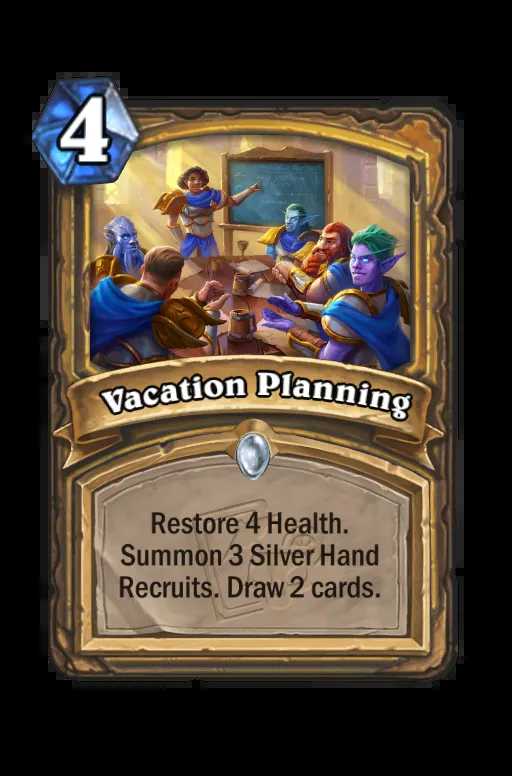 4
Vacation Planning
Restore 4 Health.
Summon 3 Silver Hand
Recruits. Draw 2 cards.